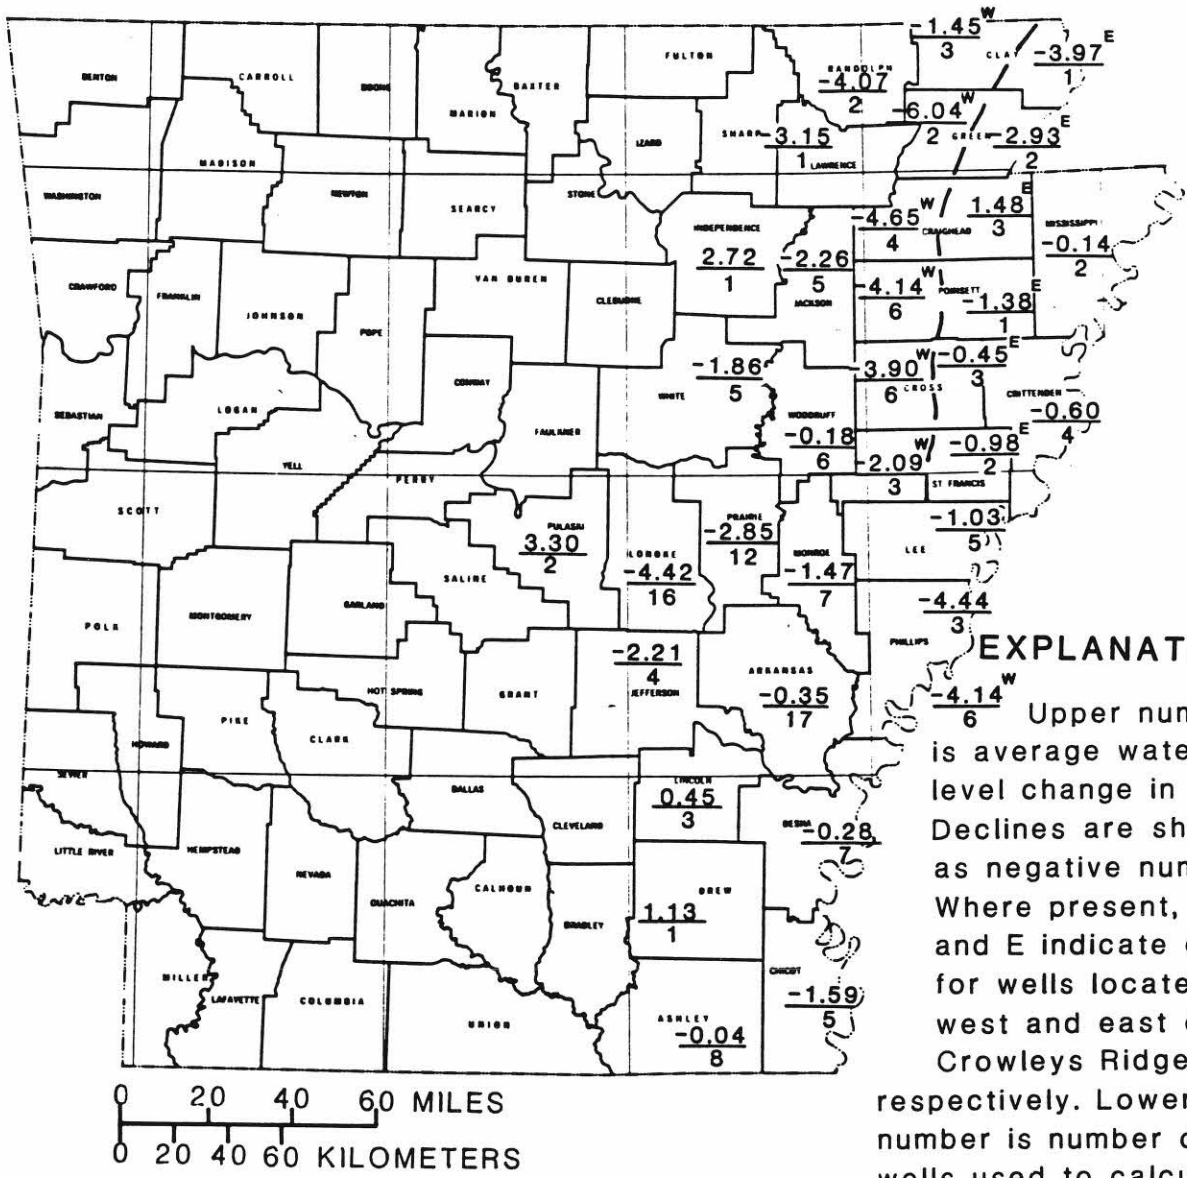 -1.45 W
3
CLAY
-3.97 E
1
FULTON
RANDOLPH
-4.07
2
BENTON
CARROLL
BOONE
MARION
BAXTER
-6.04 W
2
GREEN
-2.93 E
2
IZARD
SHARP
-3.15
1
LAWRENCE
MADISON
WASHINGTON
NEWTON
SEARCY
STONE
-4.65 W
4
CRAIGHEAD
1.48 E
3
MISSISSIPPI
-0.14
2
INDEPENDENCE
2.72
1
-2.26
5
JACKSON
-4.14 W
6
POINSETT
-1.38 E
1
CRAWFORD
FRANKLIN
JOHNSON
POPE
VAN BUREN
CLEBURNE
-3.90 W
6
CROSS
-0.45 E
3
CRITTENDEN
-0.60
4
SEBASTIAN
LOGAN
CONWAY
FAULKNER
WHITE
-1.86
5
WOODRUFF
-0.18
6
-2.09 W
3
-0.98 E
2
ST FRANCIS
YELL
PERRY
SCOTT
PULASKI
3.30
2
LONOKE
-4.42
16
PRAIRIE
-2.85
12
MONROE
-1.47
7
LEE
-1.03
5
SALINE
GARLAND
MONTGOMERY
POLK
-4.44
3
PHILLIPS
-4.14 W
6
HOT SPRING
GRANT
-2.21
4
JEFFERSON
ARKANSAS
-0.35
17
PIKE
CLARK
HOWARD
SEVIER
DALLAS
CLEVELAND
LINCOLN
0.45
3
DESHA
-0.28
7
LITTLE RIVER
HEMPSTEAD
NEVADA
OUACHITA
CALHOUN
BRADLEY
DREW
1.13
1
CHICOT
-1.59
5
MILLER
LAFAYETTE
COLUMBIA
UNION
ASHLEY
-0.04
8
EXPLANAT
Upper num
is average wate
level change in
Declines are sh
as negative num
Where present,
and E indicate
for wells locate
west and east
Crowleys Ridge
respectively. Lower
number is number
wells used to calcu
0 20 40 60 MILES
0 20 40 60 KILOMETERS